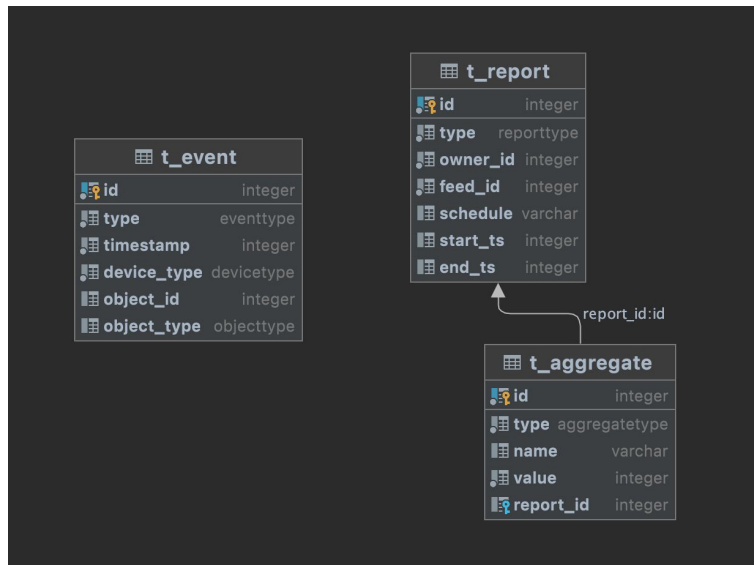 t_event
id integer
type eventtype
timestamp integer
device_type devicetype
object_id integer
object_type objecttype
t_report
id integer
type reporttype
owner_id integer
feed_id integer
schedule varchar
start_ts integer
end_ts integer
report_id:id
t_aggregate
id integer
type aggregatetype
name varchar
value integer
report_id integer